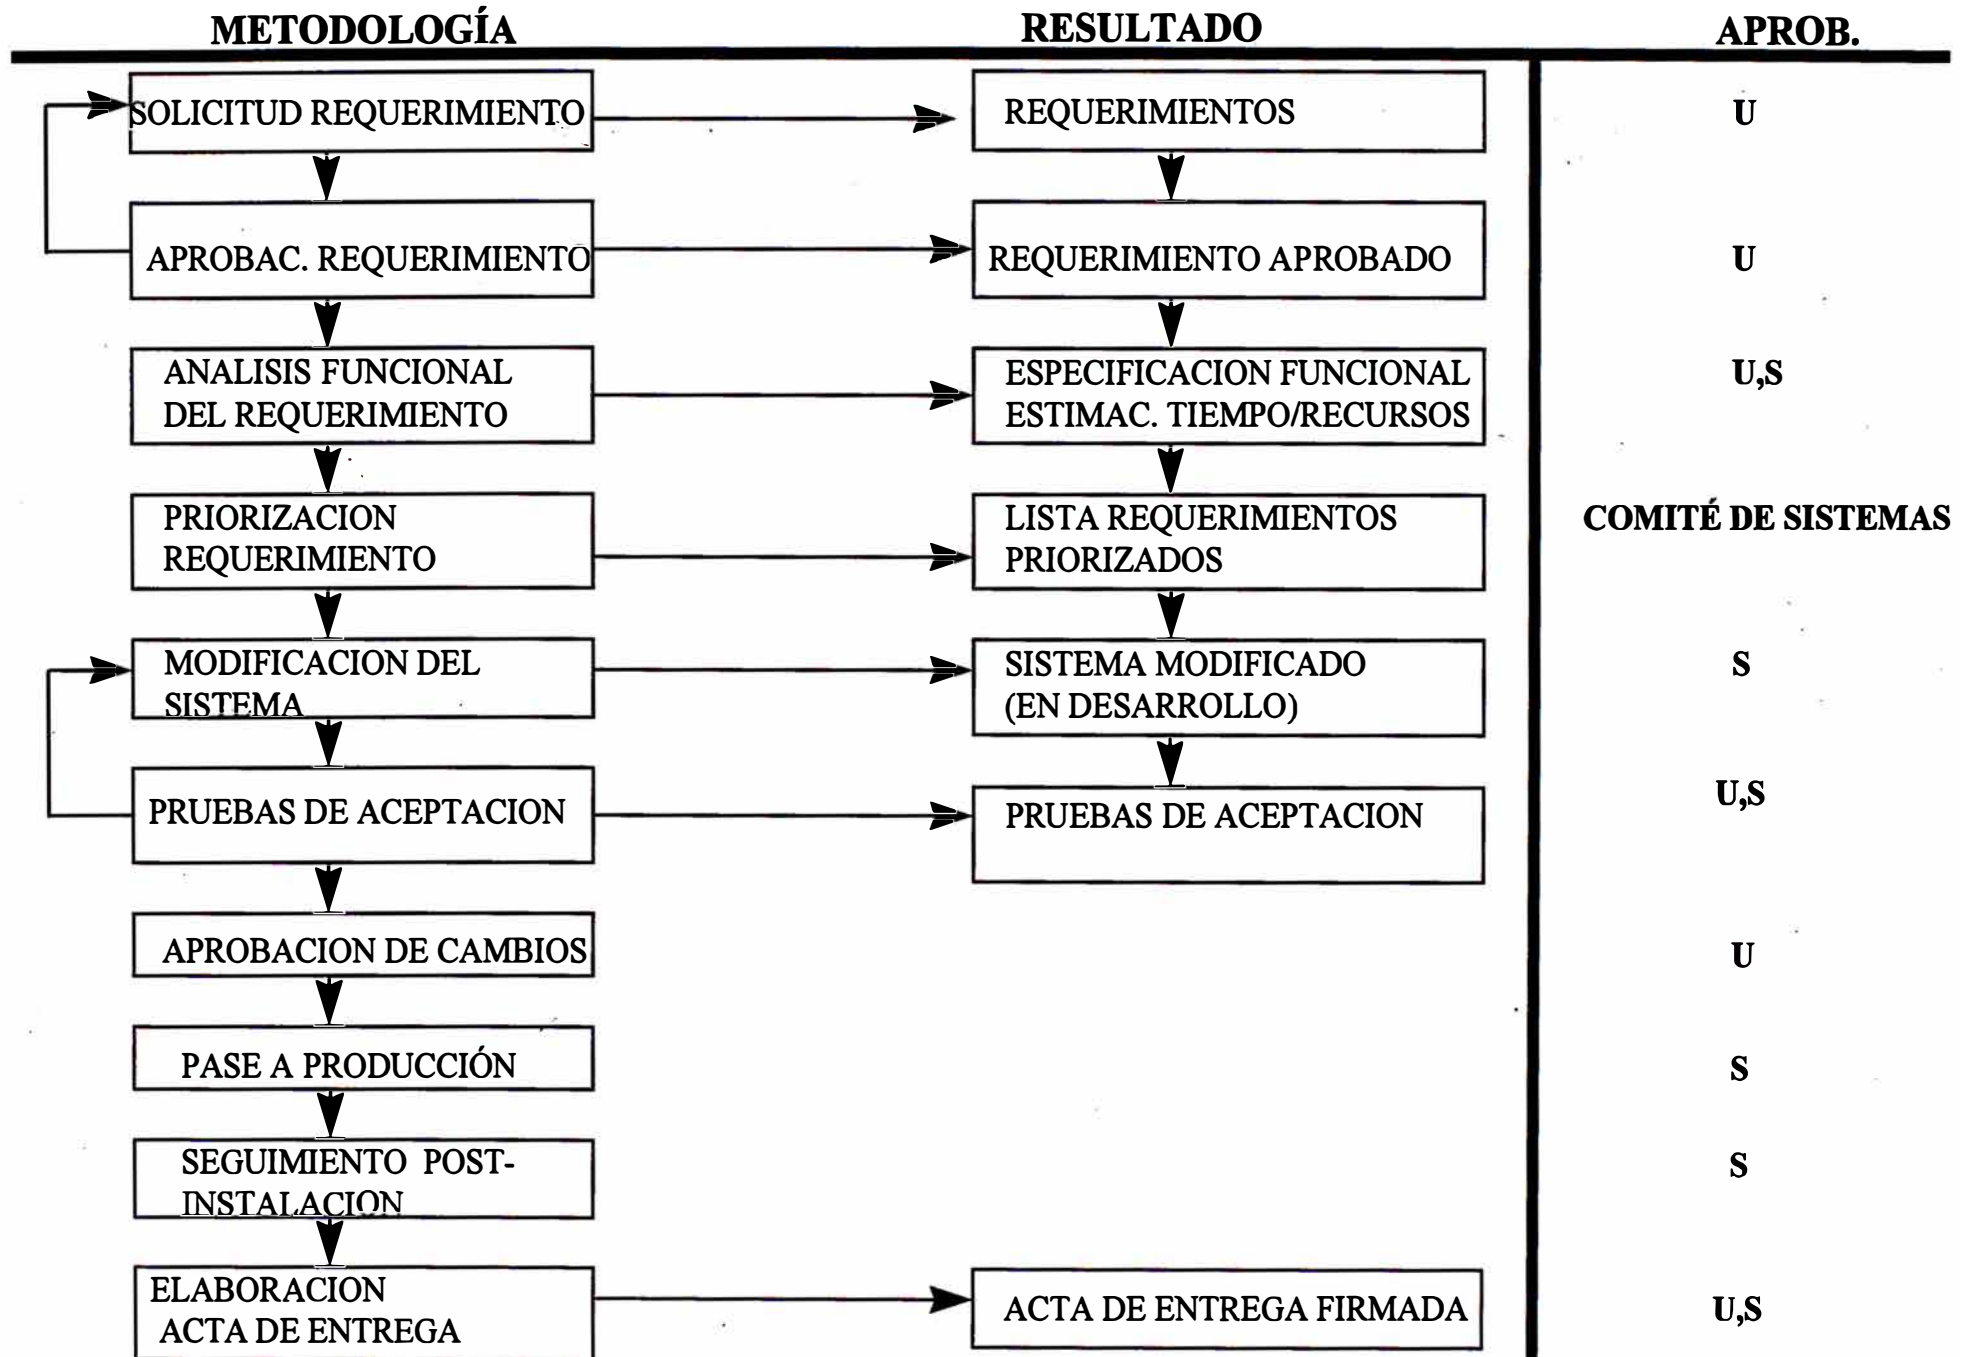 METODOLOGÍA RESULTADO APROB.
SOLICITUD REQUERIMIENTO REQUERIMIENTOS U
APROBAC. REQUERIMIENTO REQUERIMIENTO APROBADO U
ANALISIS FUNCIONAL ESPECIFICACION FUNCIONAL U,S
DEL REQUERIMIENTO ESTIMAC. TIEMPO/RECURSOS
PRIORIZACION LISTA REQUERIMIENTOS COMITÉ DE SISTEMAS
REQUERIMIENTO PRIORIZADOS
MODIFICACION DEL SISTEMA MODIFICADO S
SISTEMA (EN DESARROLLO)
PRUEBAS DE ACEPTACION PRUEBAS DE ACEPTACION U,S
APROBACION DE CAMBIOS U
PASE A PRODUCCIÓN S
SEGUIMIENTO POST- S
INSTALACION
ELABORACION ACTA DE ENTREGA FIRMADA U,S
ACTA DE ENTREGA